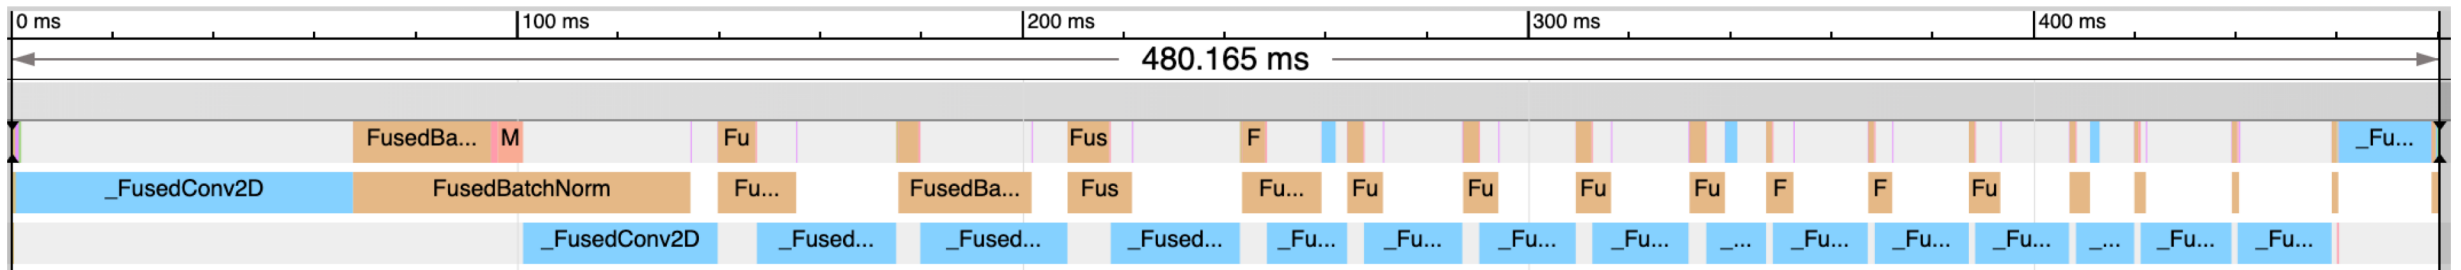 0 ms 100 ms 200 ms 300 ms 400 ms
480.165 ms
FusedBa... M Fu Fus F _Fu...
_FusedConv2D FusedBatchNorm Fu... FusedBa... Fus Fu... Fu Fu Fu Fu F F Fu
_FusedConv2D _Fused... _Fused... _Fused... _Fu... _Fu... _Fu... _Fu... _... _Fu... _Fu... _Fu... _... _Fu... _Fu...